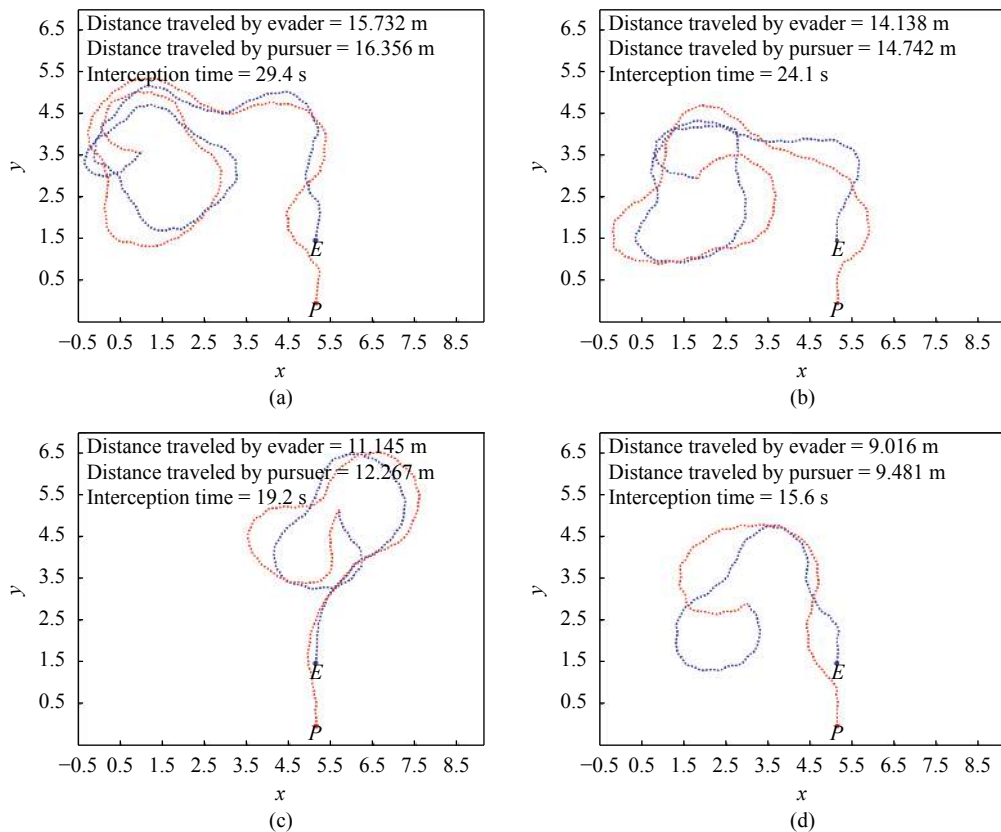 6.5
5.5
4.5
3.5
2.5
1.5
0.5
y
Distance traveled by evader = 15.732 m
Distance traveled by pursuer = 16.356 m
Interception time = 29.4 s
E
P
−0.5 0.5 1.5 2.5 3.5 4.5 5.5 6.5 7.5 8.5
x
(a)
6.5
5.5
4.5
3.5
2.5
1.5
0.5
y
Distance traveled by evader = 14.138 m
Distance traveled by pursuer = 14.742 m
Interception time = 24.1 s
E
P
−0.5 0.5 1.5 2.5 3.5 4.5 5.5 6.5 7.5 8.5
x
(b)
6.5
5.5
4.5
3.5
2.5
1.5
0.5
y
Distance traveled by evader = 11.145 m
Distance traveled by pursuer = 12.267 m
Interception time = 19.2 s
E
P
−0.5 0.5 1.5 2.5 3.5 4.5 5.5 6.5 7.5 8.5
x
(c)
6.5
5.5
4.5
3.5
2.5
1.5
0.5
y
Distance traveled by evader = 9.016 m
Distance traveled by pursuer = 9.481 m
Interception time = 15.6 s
E
P
−0.5 0.5 1.5 2.5 3.5 4.5 5.5 6.5 7.5 8.5
x
(d)